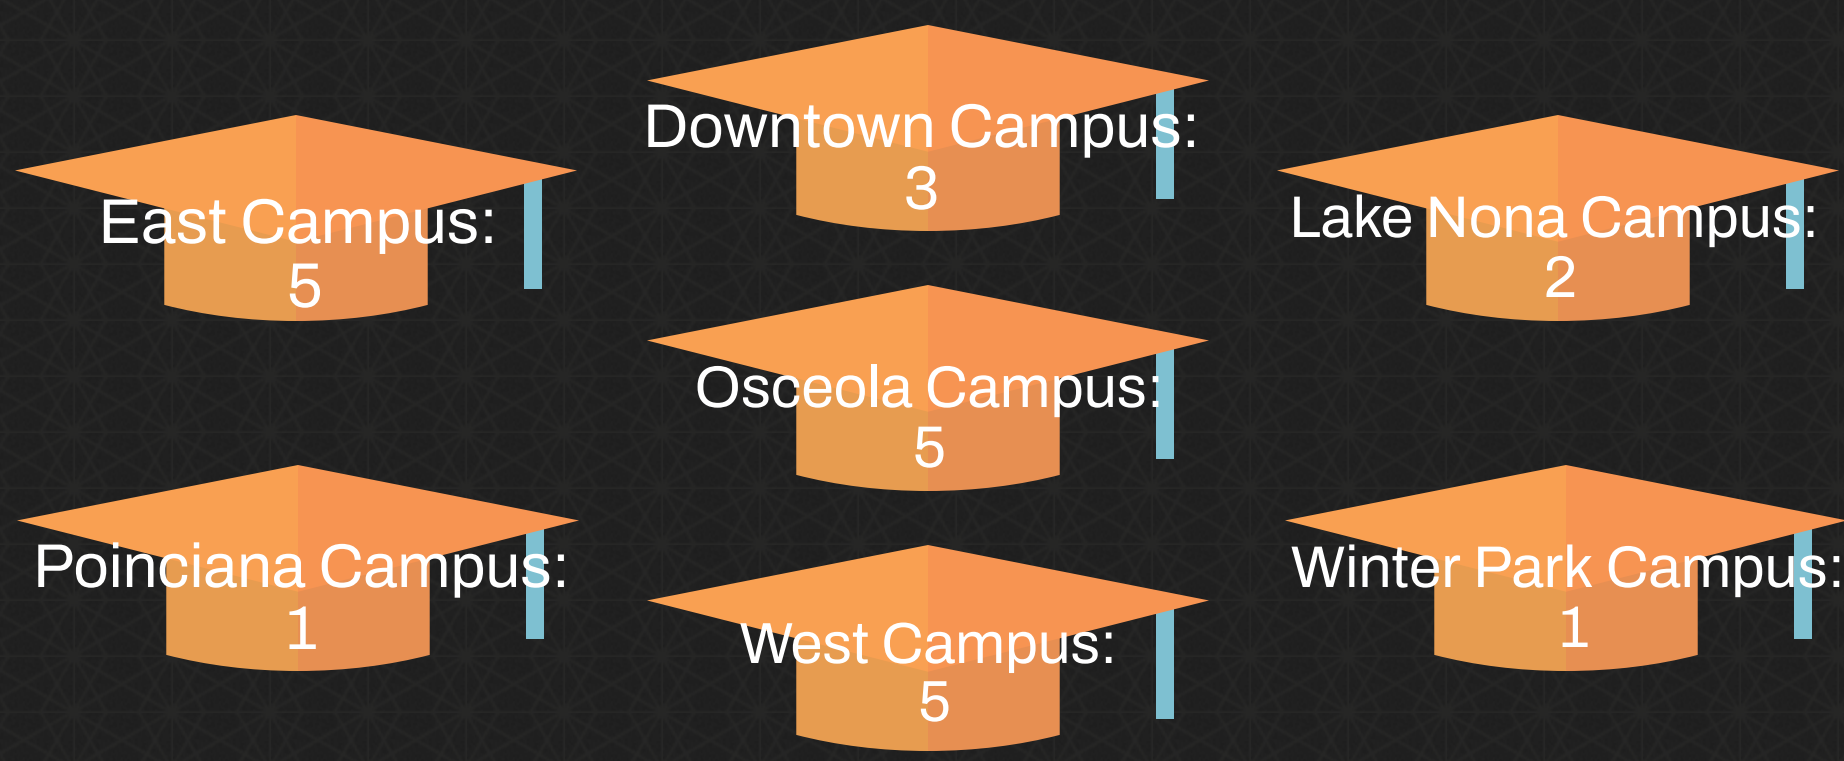 East Campus:
5
Downtown Campus:
3
Lake Nona Campus:
2
Osceola Campus:
5
Poinciana Campus:
1
West Campus:
5
Winter Park Campus:
1